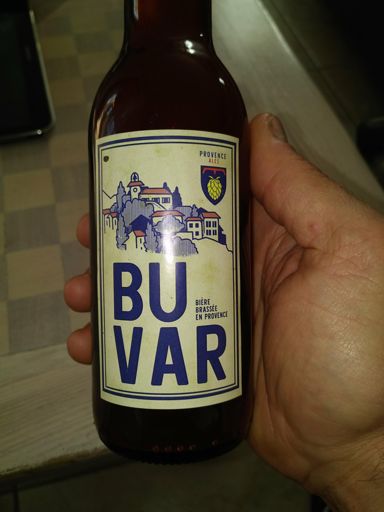 PROVENCE
ALES
BU
VAR
BIÈRE
BRASSÉE
EN PROVENCE